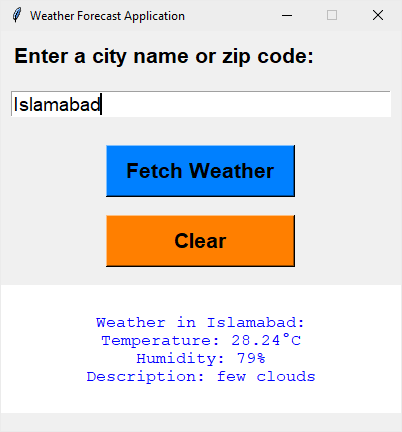 Weather Forecast Application
Enter a city name or zip code:
Islamabad
Fetch Weather
Clear
Weather in Islamabad:
Temperature: 28.24°C
Humidity: 79%
Description: few clouds